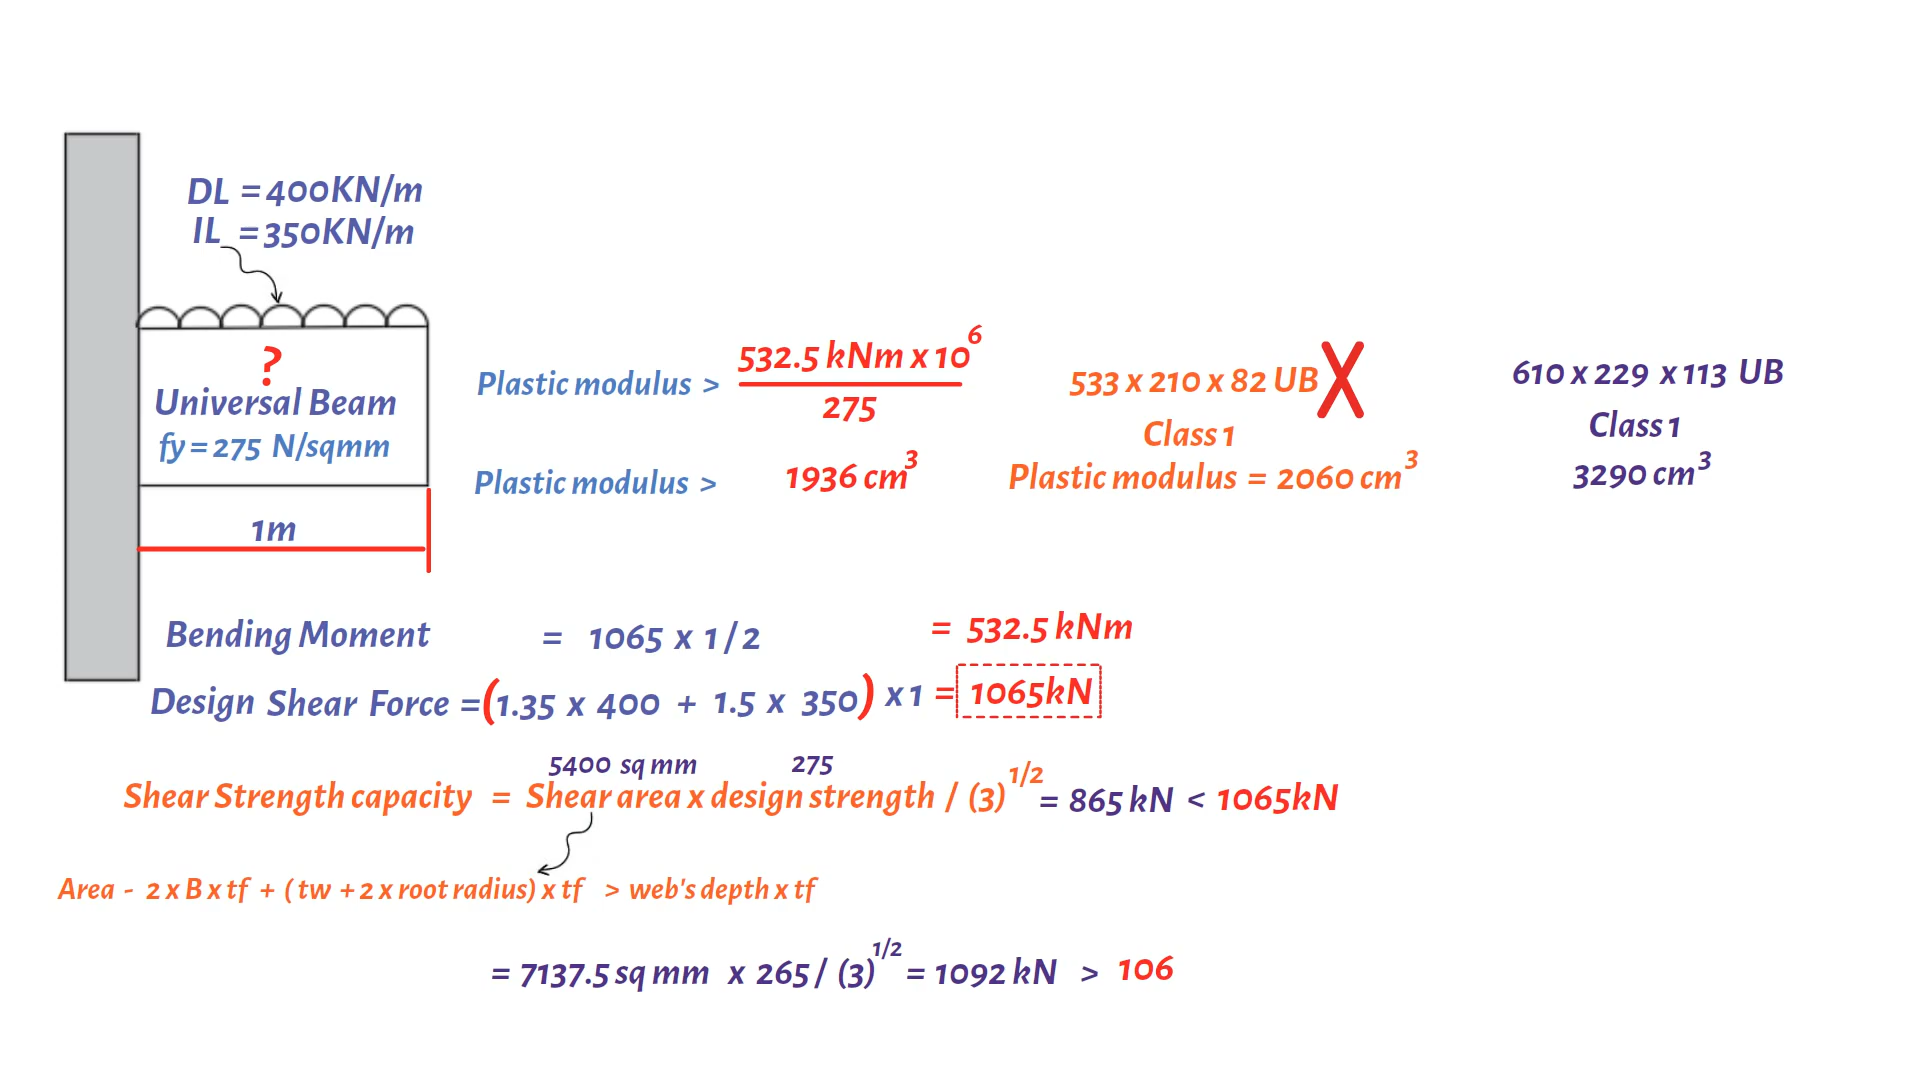 DL = 400KN/m
IL = 350KN/m
?
Universal Beam
fy = 275 N/sqmm
1m
Plastic modulus > 532.5 kNm x 10^6
275
Plastic modulus > 1936 cm^3
533 x 210 x 82 UB X
Class 1
Plastic modulus = 2060 cm^3
610 x 229 x 113 UB
Class 1
3290 cm^3
Bending Moment = 1065 x 1 / 2 = 532.5 kNm
Design Shear Force = (1.35 x 400 + 1.5 x 350) x 1 = 1065kN
5400 sq mm 275
Shear Strength capacity = Shear area x design strength / (3)^1/2 = 865 kN < 1065kN
Area - 2 x B x tf + ( tw + 2 x root radius) x tf > web's depth x tf
= 7137.5 sq mm x 265 / (3)^1/2 = 1092 kN > 106